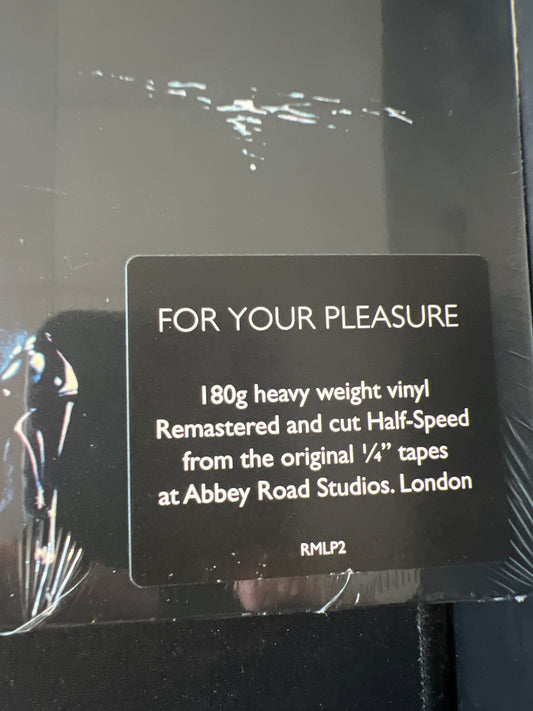 FOR YOUR PLEASURE
180g heavy weight vinyl
Remastered and cut Half-Speed
from the original ¼” tapes
at Abbey Road Studios. London
RMLP2